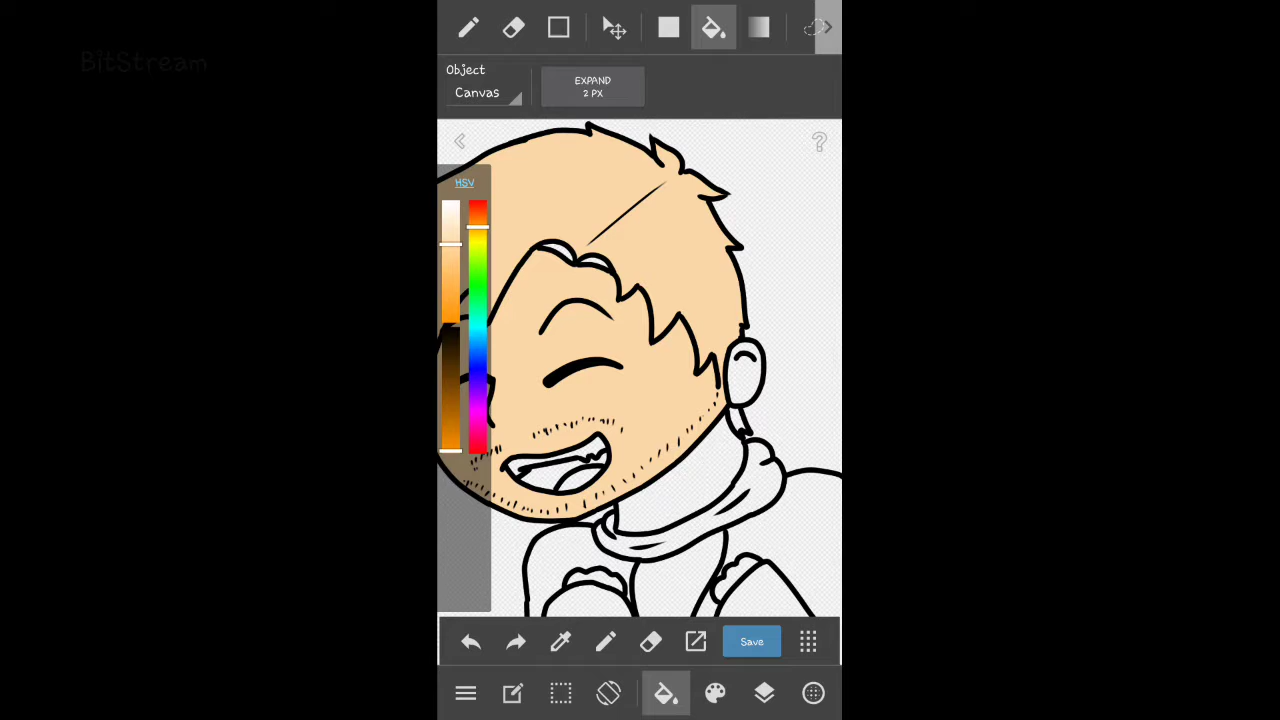 BitStream
Object
Canvas
EXPAND
2 PX
HSV
Save